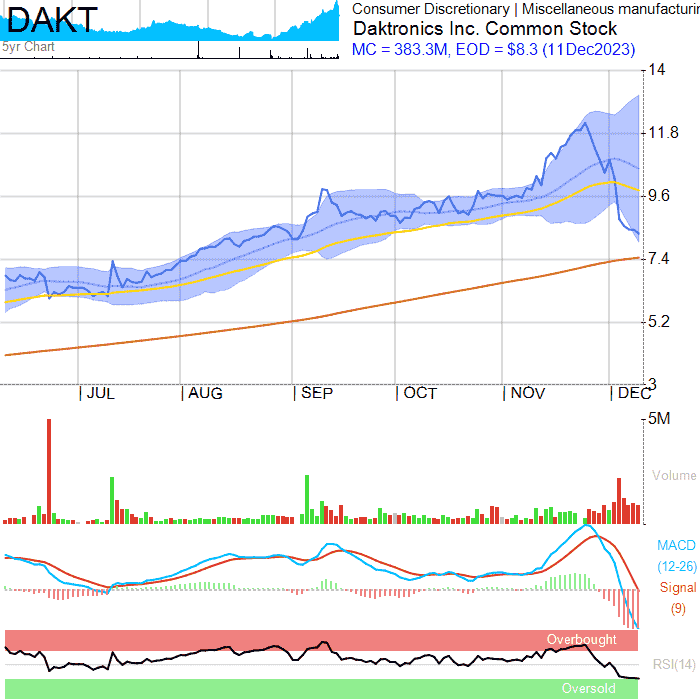 DAKT
5yr Chart
Consumer Discretionary | Miscellaneous manufacturin
Daktronics Inc. Common Stock
MC = 383.3M, EOD = $8.3 (11Dec2023)
14
11.8
9.6
7.4
5.2
3
| JUL | AUG | SEP | OCT | NOV | DEC
5M
Volume
MACD
(12-26)
Signal
(9)
Overbought
RSI(14)
Oversold